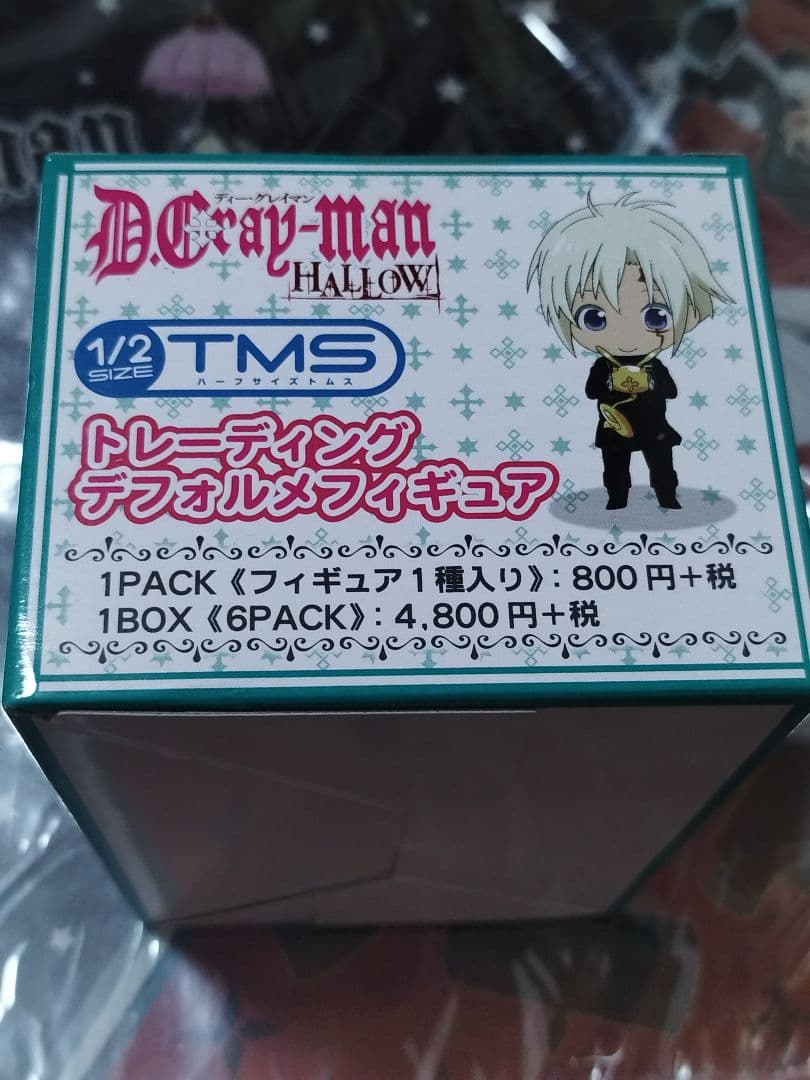 man
ディー・グレイマン
D.Gray-man
HALLOW
1/2
SIZE
TMS
ハーフサイズトムス
トレーディング
デフォルメフィギュア
1PACK《フィギュア1種入り》：800円＋税
1BOX《6PACK》：4,800円＋税